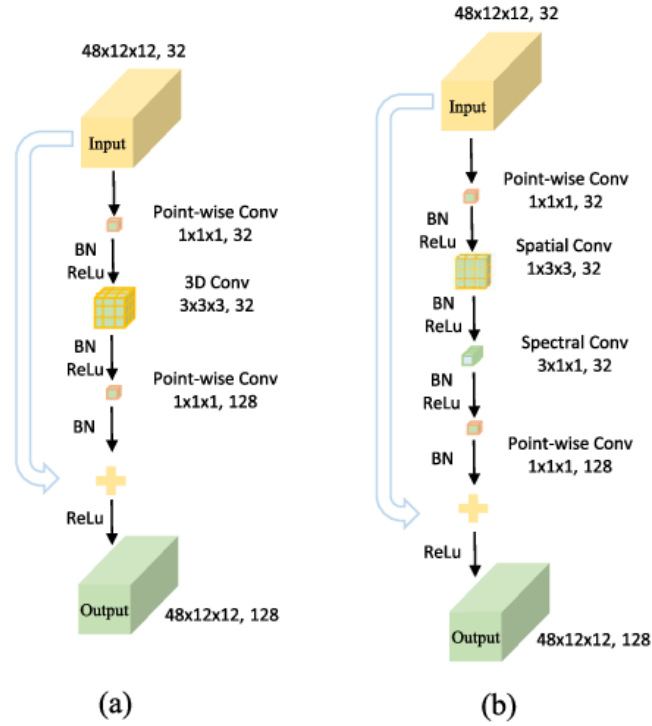 48x12x12, 32
Input
Point-wise Conv
1x1x1, 32
BN
ReLu
3D Conv
3x3x3, 32
BN
ReLu
Point-wise Conv
1x1x1, 128
BN
ReLu
Output
48x12x12, 128
(a)
48x12x12, 32
Input
Point-wise Conv
1x1x1, 32
BN
ReLu
Spatial Conv
1x3x3, 32
BN
ReLu
Spectral Conv
3x1x1, 32
BN
ReLu
Point-wise Conv
1x1x1, 128
BN
ReLu
Output
48x12x12, 128
(b)